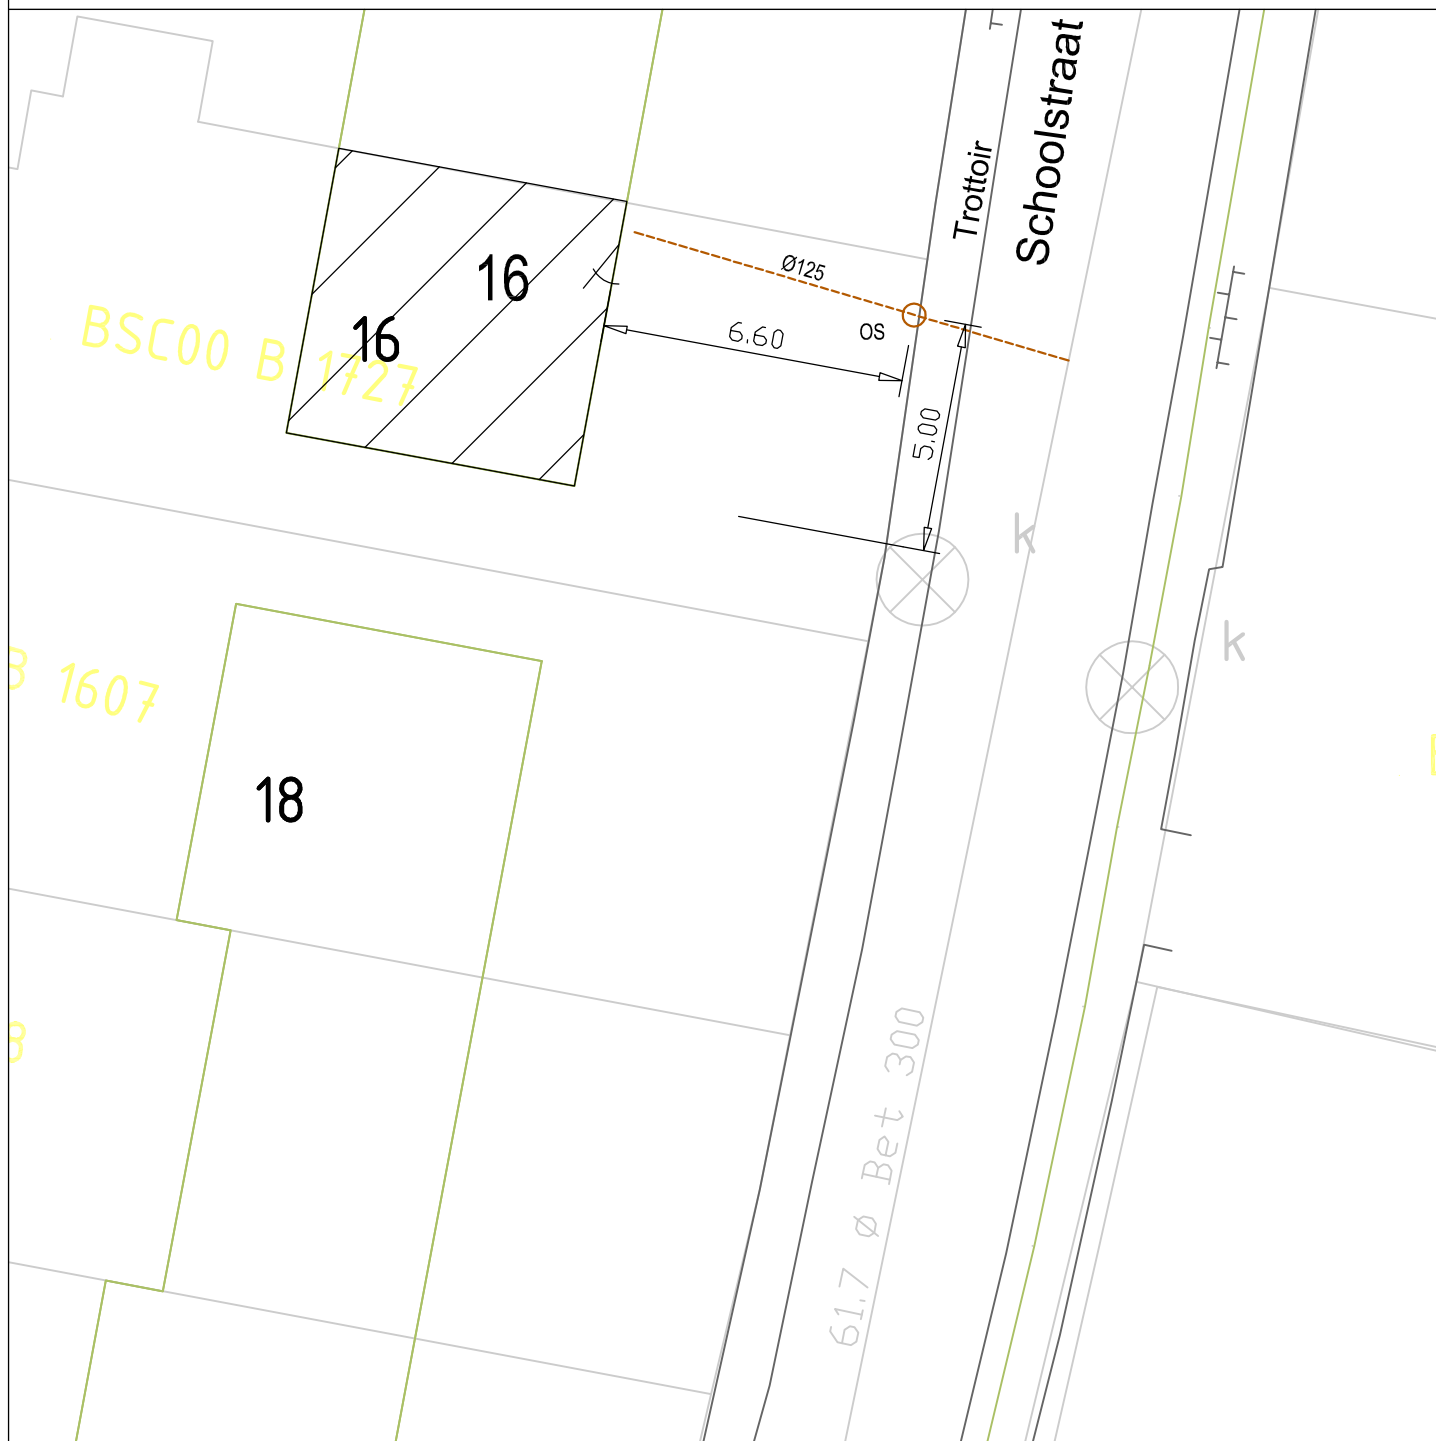 Schoolstraat
Trottoir
Ø125
16
OS
6.60
16
BSC00 B 1727
5.00
k
k
B 1607
18
61.7 ø Bet 300